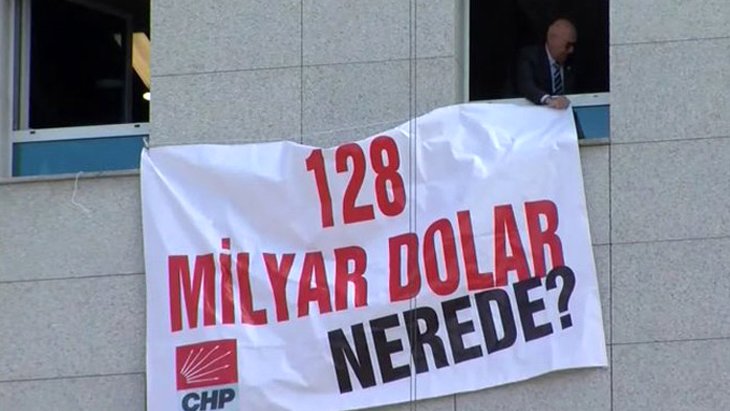 128
MİLYAR DOLAR
NEREDE?
CHP